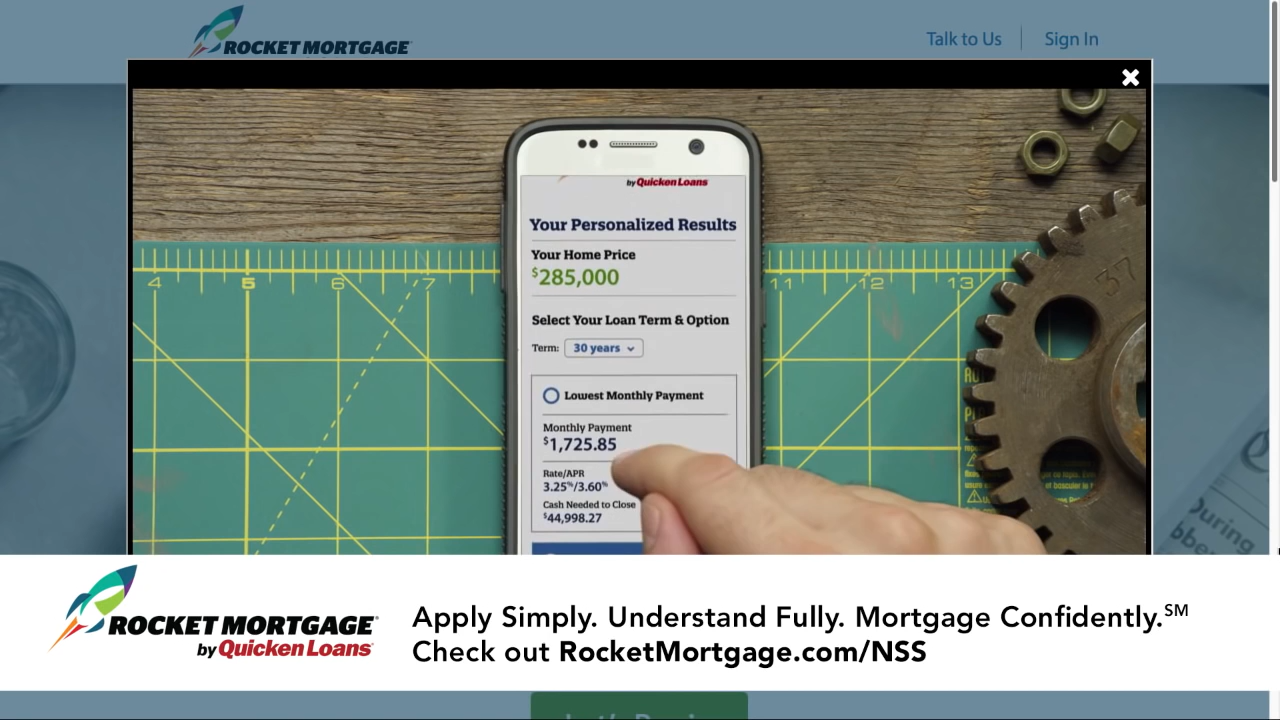 ROCKET MORTGAGE
Talk to Us
Sign In
by Quicken Loans
Your Personalized Results
Your Home Price
$285,000
Select Your Loan Term & Option
Term: 30 years
Lowest Monthly Payment
Monthly Payment
$1,725.85
Rate/APR
3.25%/3.60%
Cash Needed to Close
$44,998.27
4 5 6 7 11 12 13
37
During
ROCKET MORTGAGE
by Quicken Loans
Apply Simply. Understand Fully. Mortgage Confidently.℠
Check out RocketMortgage.com/NSS